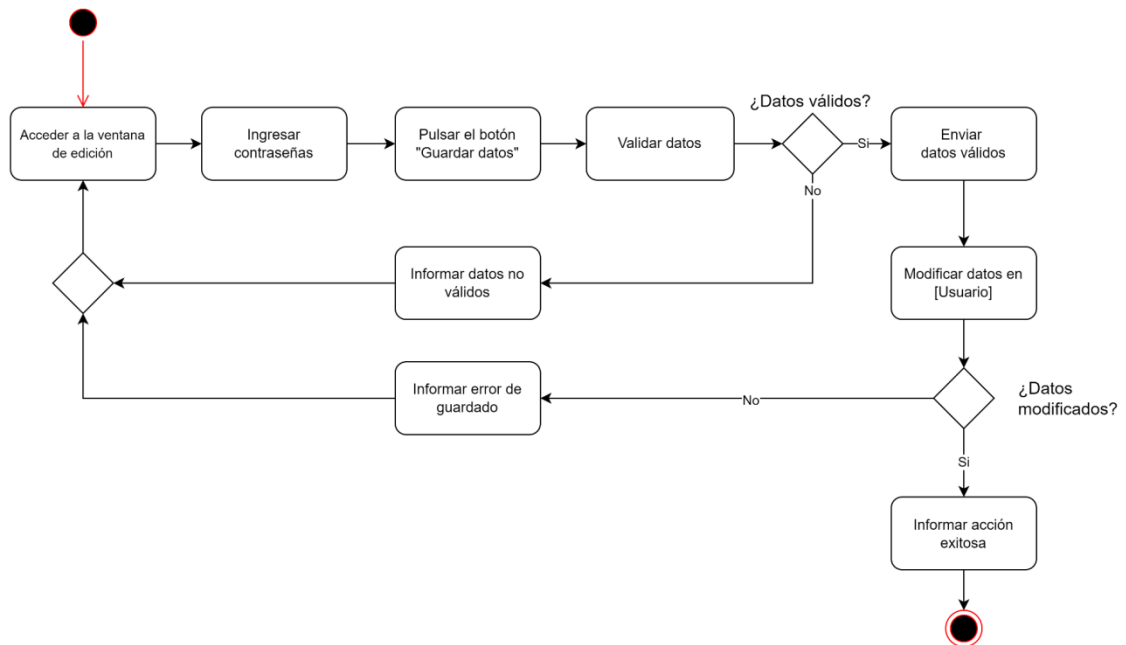 ¿Datos válidos?
Acceder a la ventana
de edición
Ingresar
contraseñas
Pulsar el botón
"Guardar datos"
Validar datos
Si
Enviar
datos válidos
No
Informar datos no
válidos
Modificar datos en
[Usuario]
Informar error de
guardado
No
¿Datos
modificados?
Si
Informar acción
exitosa